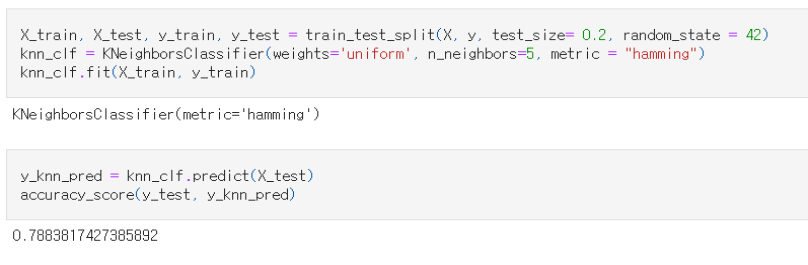 X_train, X_test, y_train, y_test = train_test_split(X, y, test_size= 0.2, random_state = 42)
knn_clf = KNeighborsClassifier(weights='uniform', n_neighbors=5, metric = "hamming")
knn_clf.fit(X_train, y_train)
KNeighborsClassifier(metric='hamming')
y_knn_pred = knn_clf.predict(X_test)
accuracy_score(y_test, y_knn_pred)
0.7883817427385892